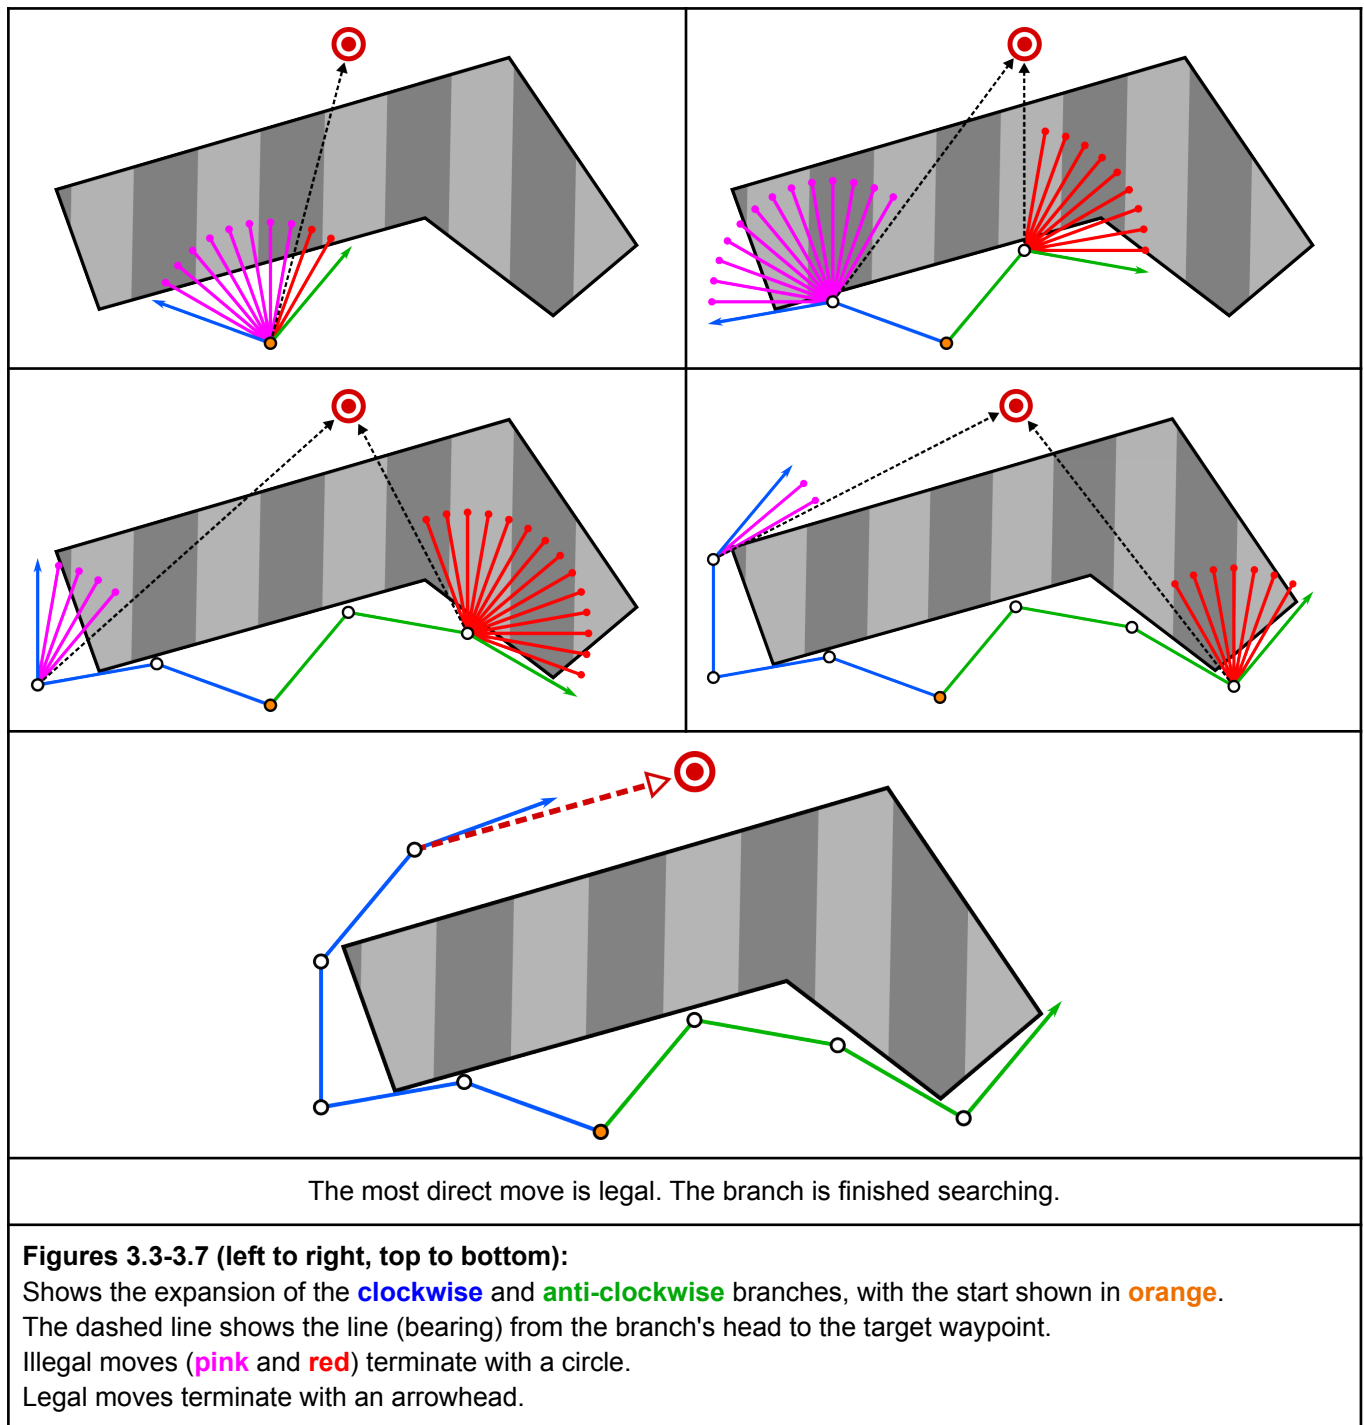 The most direct move is legal. The branch is finished searching.
Figures 3.3-3.7 (left to right, top to bottom):
Shows the expansion of the clockwise and anti-clockwise branches, with the start shown in orange.
The dashed line shows the line (bearing) from the branch's head to the target waypoint.
Illegal moves (pink and red) terminate with a circle.
Legal moves terminate with an arrowhead.